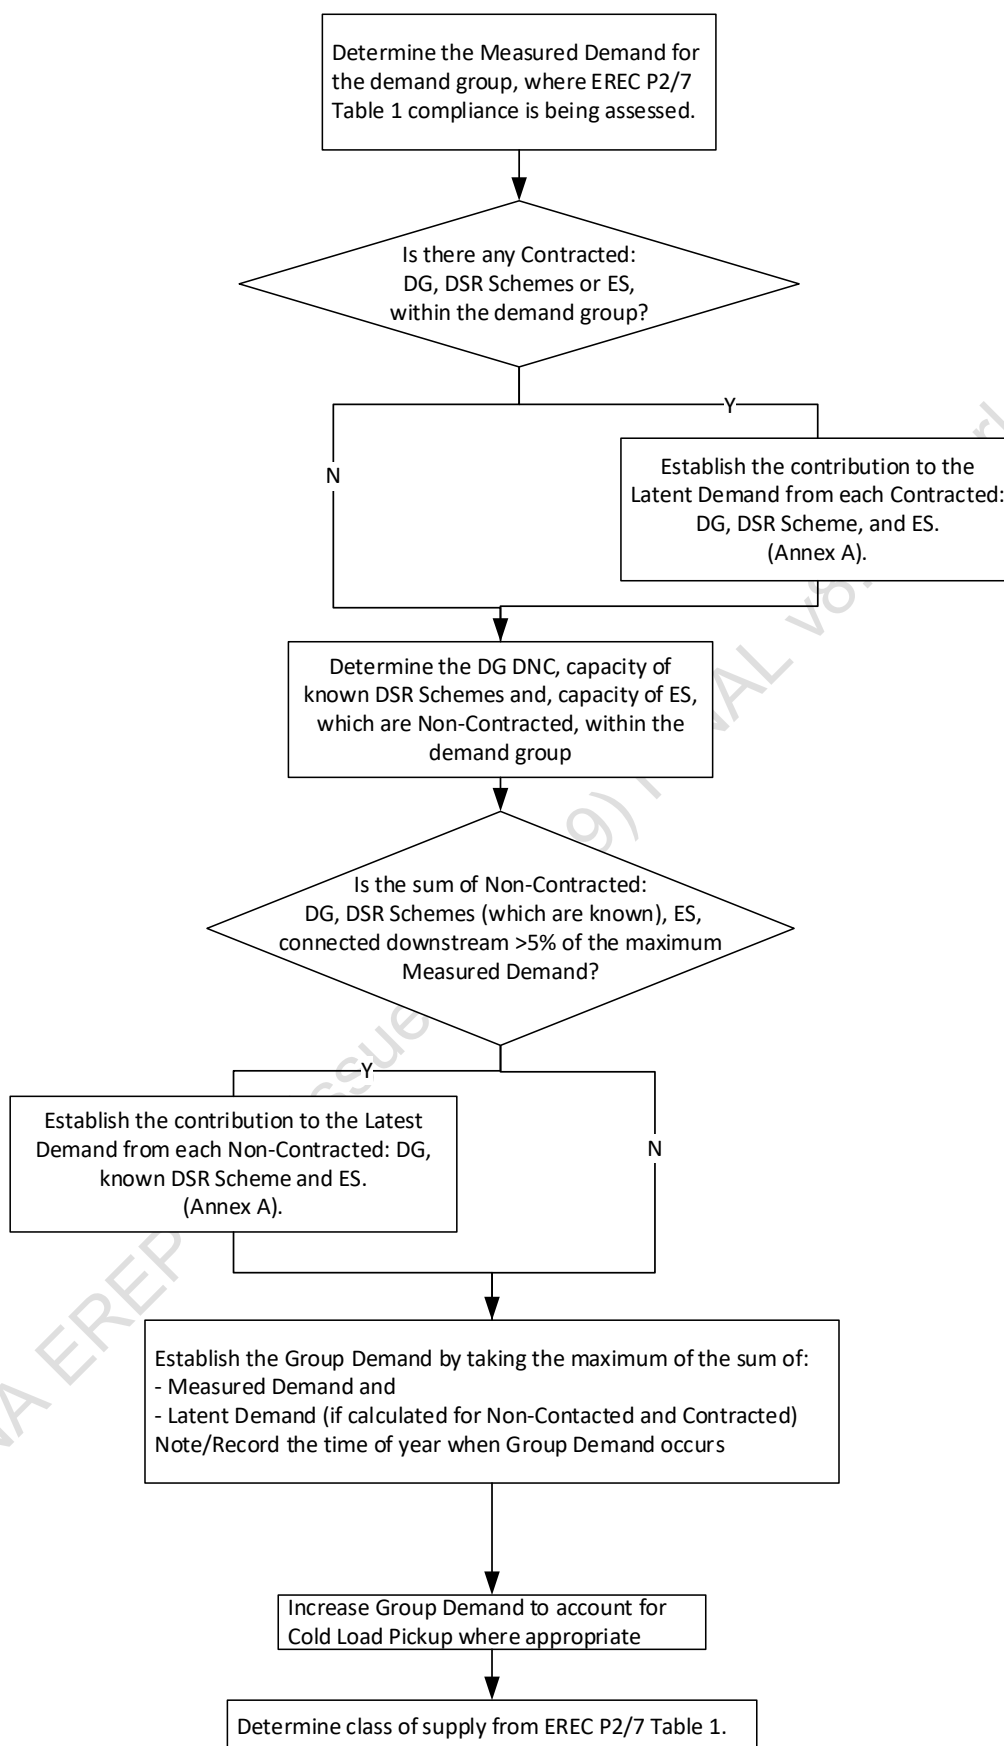 Determine the Measured Demand for
the demand group, where EREC P2/7
Table 1 compliance is being assessed.
Is there any Contracted:
DG, DSR Schemes or ES,
within the demand group?
Y
N
Establish the contribution to the
Latent Demand from each Contracted:
DG, DSR Scheme, and ES.
(Annex A).
Determine the DG DNC, capacity of
known DSR Schemes and, capacity of ES,
which are Non-Contracted, within the
demand group
Is the sum of Non-Contracted:
DG, DSR Schemes (which are known), ES,
connected downstream >5% of the maximum
Measured Demand?
Y
Establish the contribution to the Latest
Demand from each Non-Contracted: DG,
known DSR Scheme and ES.
(Annex A).
N
Establish the Group Demand by taking the maximum of the sum of:
- Measured Demand and
- Latent Demand (if calculated for Non-Contacted and Contracted)
Note/Record the time of year when Group Demand occurs
Increase Group Demand to account for
Cold Load Pickup where appropriate
Determine class of supply from EREC P2/7 Table 1.